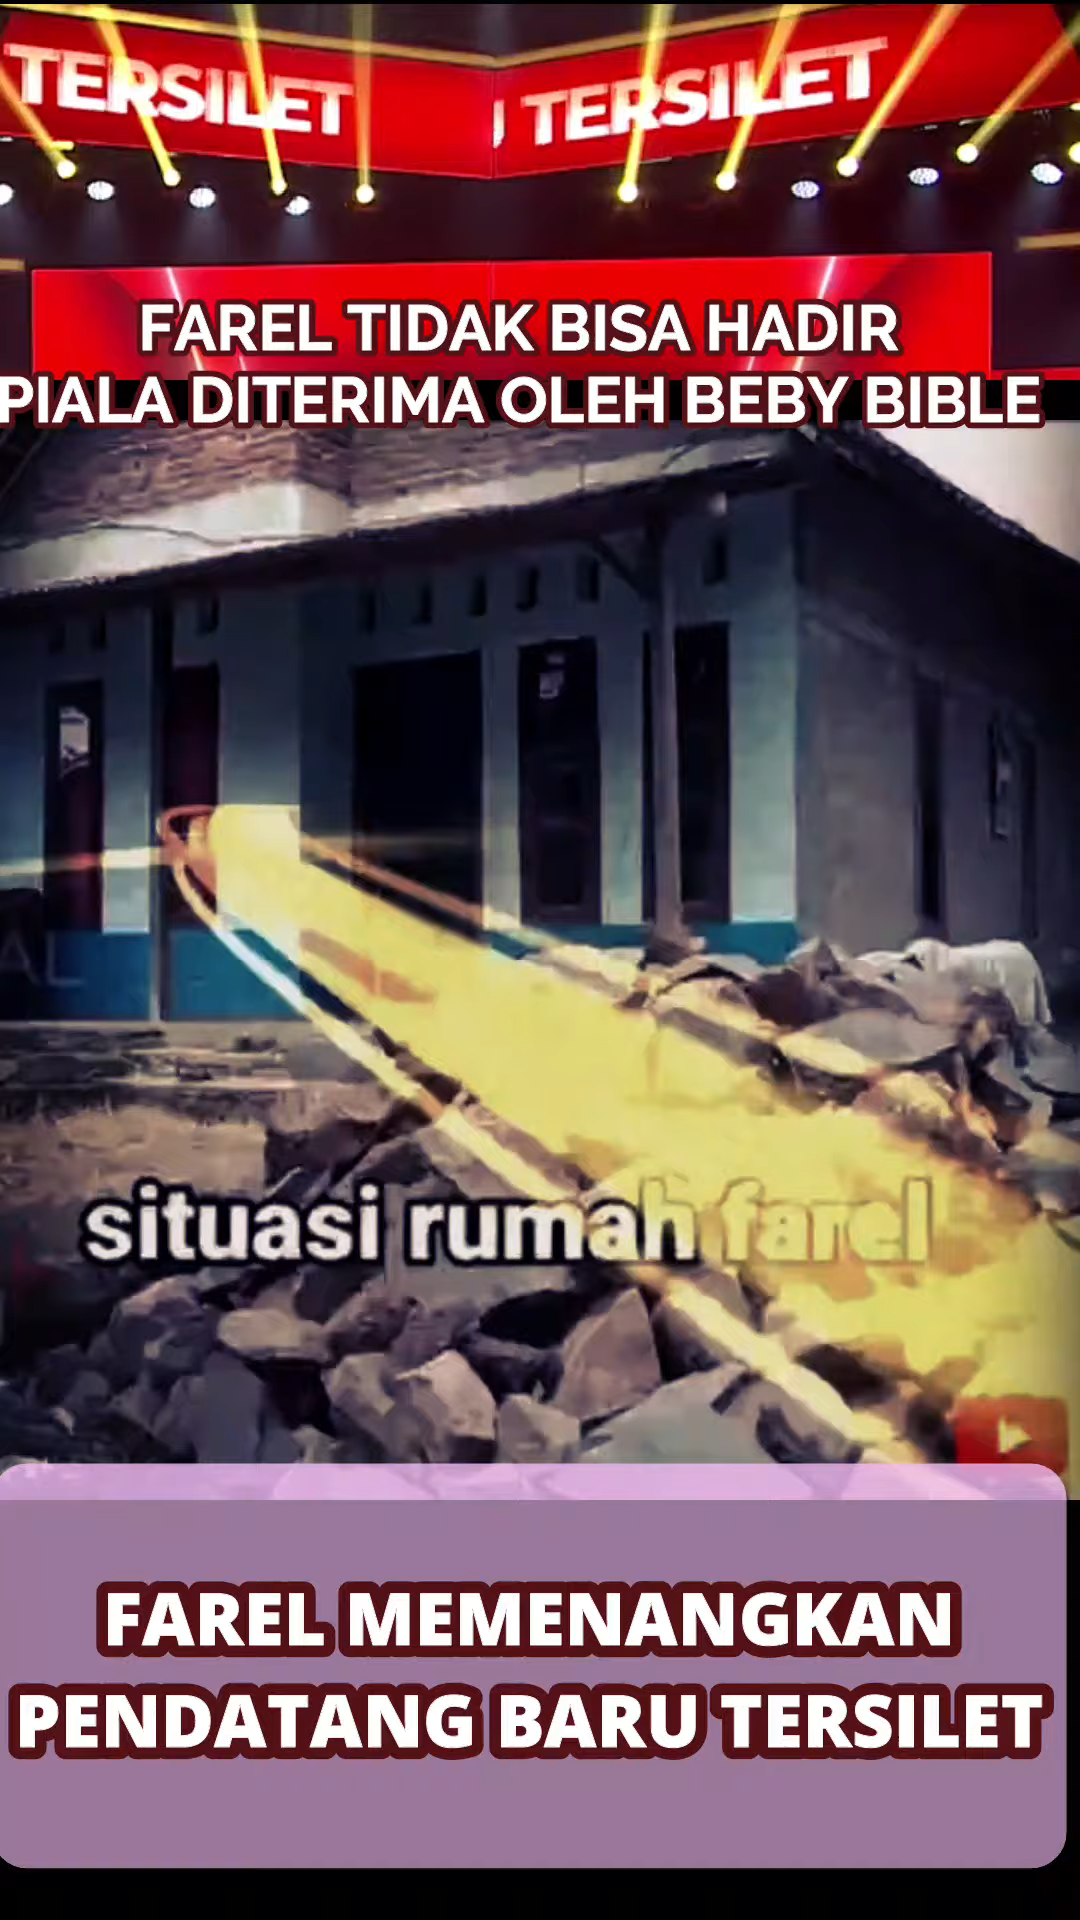 TERSILET
TERSILET
FAREL TIDAK BISA HADIR
PIALA DITERIMA OLEH BEBY BIBLE
situasi rumah farel
FAREL MEMENANGKAN
PENDATANG BARU TERSILET